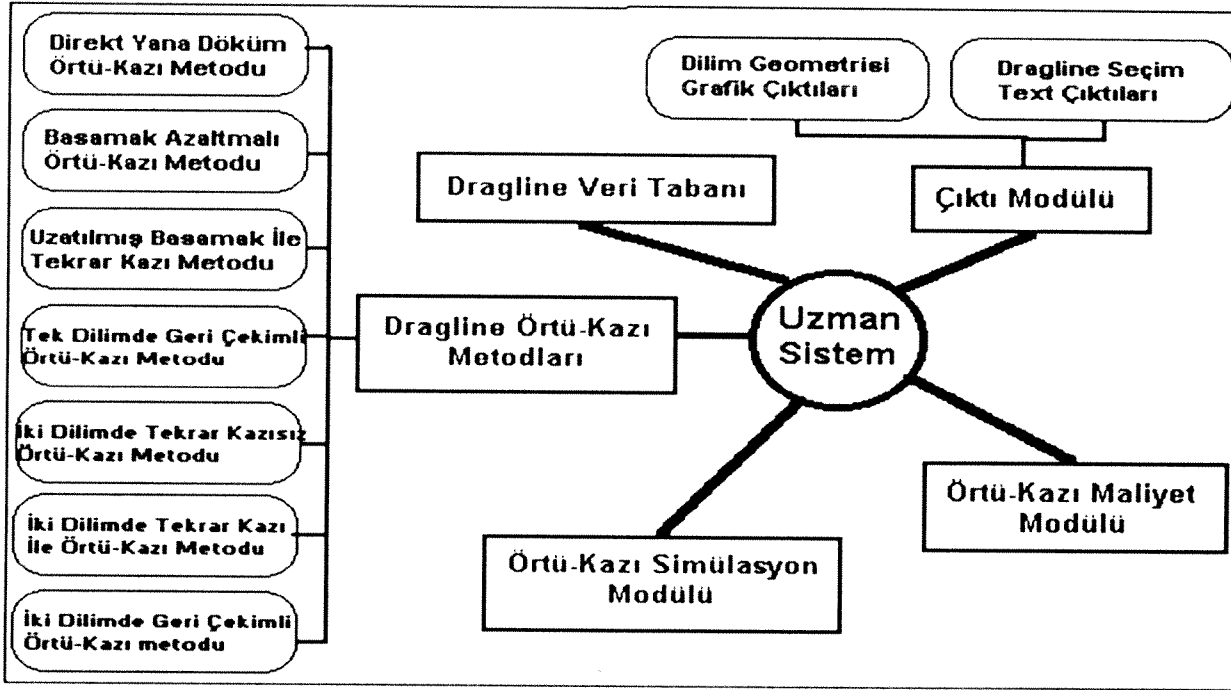 Direkt Yana Döküm
Örtü-Kazı Metodu
Basamak Azaltmalı
Örtü-Kazı Metodu
Uzatılmış Basamak İle
Tekrar Kazı Metodu
Tek Dilimde Geri Çekimli
Örtü-Kazı Metodu
İki Dilimde Tekrar Kazısız
Örtü-Kazı Metodu
İki Dilimde Tekrar Kazı
İle Örtü-Kazı Metodu
İki Dilimde Geri Çekimli
Örtü-Kazı metodu
Dragline Örtü-Kazı
Metodları
Dragline Veri Tabanı
Dilim Geometrisi
Grafik Çıktıları
Dragline Seçim
Text Çıktıları
Çıktı Modülü
Uzman
Sistem
Örtü-Kazı Maliyet
Modülü
Örtü-Kazı Simülasyon
Modülü